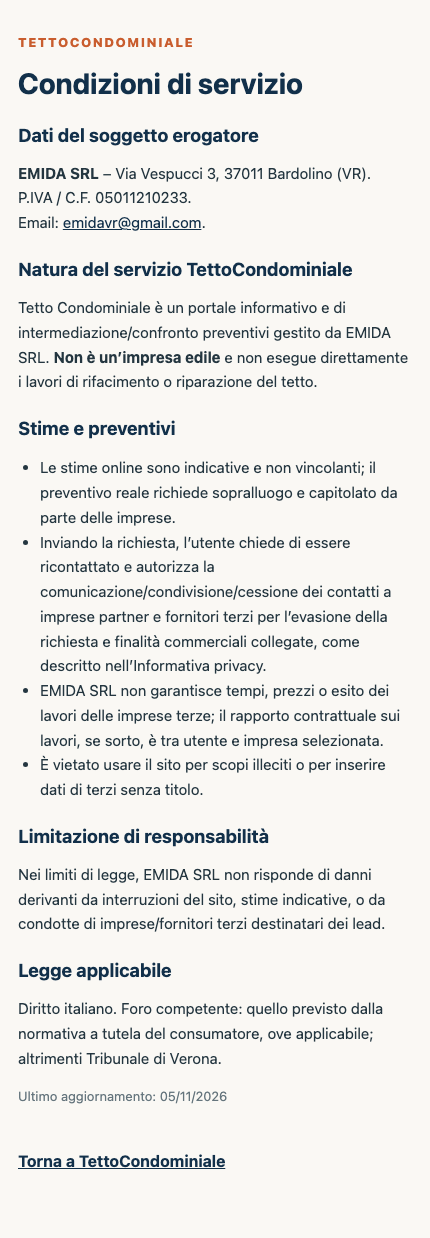 TETTOCONDOMINIALE
Condizioni di servizio
Dati del soggetto erogatore
EMIDA SRL – Via Vespucci 3, 37011 Bardolino (VR).
P.IVA / C.F. 05011210233.
Email: emidavr@gmail.com.
Natura del servizio TettoCondominiale
Tetto Condominiale è un portale informativo e di
intermediazione/confronto preventivi gestito da EMIDA
SRL. Non è un’impresa edile e non esegue direttamente
i lavori di rifacimento o riparazione del tetto.
Stime e preventivi
• Le stime online sono indicative e non vincolanti; il
preventivo reale richiede sopralluogo e capitolato da
parte delle imprese.
• Inviando la richiesta, l’utente chiede di essere
ricontattato e autorizza la
comunicazione/condivisione/cessione dei contatti a
imprese partner e fornitori terzi per l’evasione della
richiesta e finalità commerciali collegate, come
descritto nell’Informativa privacy.
• EMIDA SRL non garantisce tempi, prezzi o esito dei
lavori delle imprese terze; il rapporto contrattuale sui
lavori, se sorto, è tra utente e impresa selezionata.
• È vietato usare il sito per scopi illeciti o per inserire
dati di terzi senza titolo.
Limitazione di responsabilità
Nei limiti di legge, EMIDA SRL non risponde di danni
derivanti da interruzioni del sito, stime indicative, o da
condotte di imprese/fornitori terzi destinatari dei lead.
Legge applicabile
Diritto italiano. Foro competente: quello previsto dalla
normativa a tutela del consumatore, ove applicabile;
altrimenti Tribunale di Verona.
Ultimo aggiornamento: 05/11/2026
Torna a TettoCondominiale